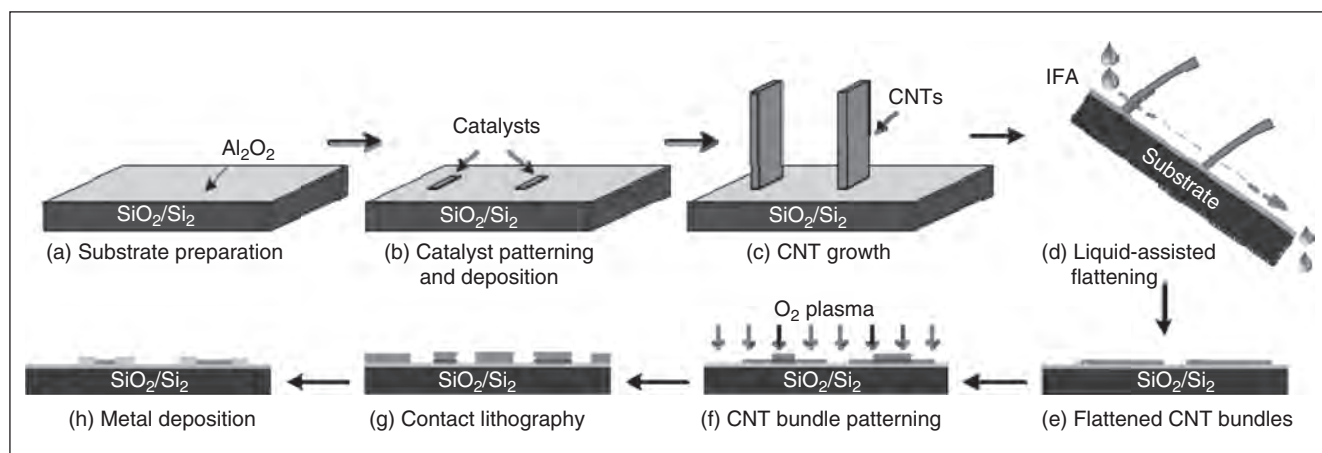 Al₂O₃
SiO₂/Si₂
(a) Substrate preparation
Catalysts
SiO₂/Si₂
(b) Catalyst patterning
and deposition
CNTs
SiO₂/Si₂
(c) CNT growth
IFA
Substrate
(d) Liquid-assisted
flattening
SiO₂/Si₂
(e) Flattened CNT bundles
O₂ plasma
SiO₂/Si₂
(f) CNT bundle patterning
SiO₂/Si₂
(g) Contact lithography
SiO₂/Si₂
(h) Metal deposition